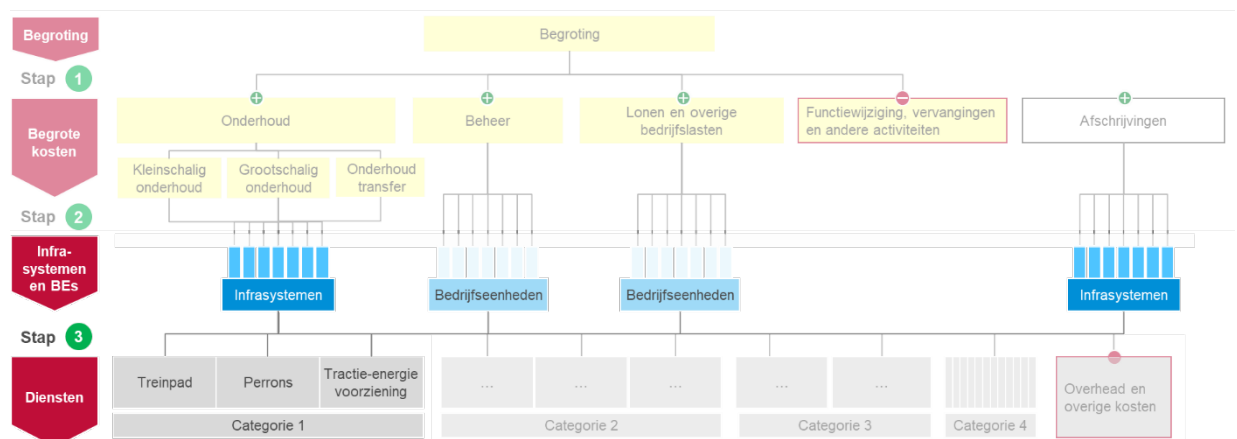 Begroting
Begroting
Stap 1
Begrote
kosten
Onderhoud
Beheer
Lonen en overige
bedrijfslasten
Functiewijziging, vervangingen
en andere activiteiten
Afschrijvingen
Kleinschalig
onderhoud
Grootschalig
onderhoud
Onderhoud
transfer
Stap 2
Infra-
systemen
en BEs
Infrasystemen
Bedrijfseenheden
Bedrijfseenheden
Infrasystemen
Stap 3
Diensten
Treinpad
Perrons
Tractie-energie
voorziening
...
...
...
...
...
Overhead en
overige kosten
Categorie 1
Categorie 2
Categorie 3
Categorie 4